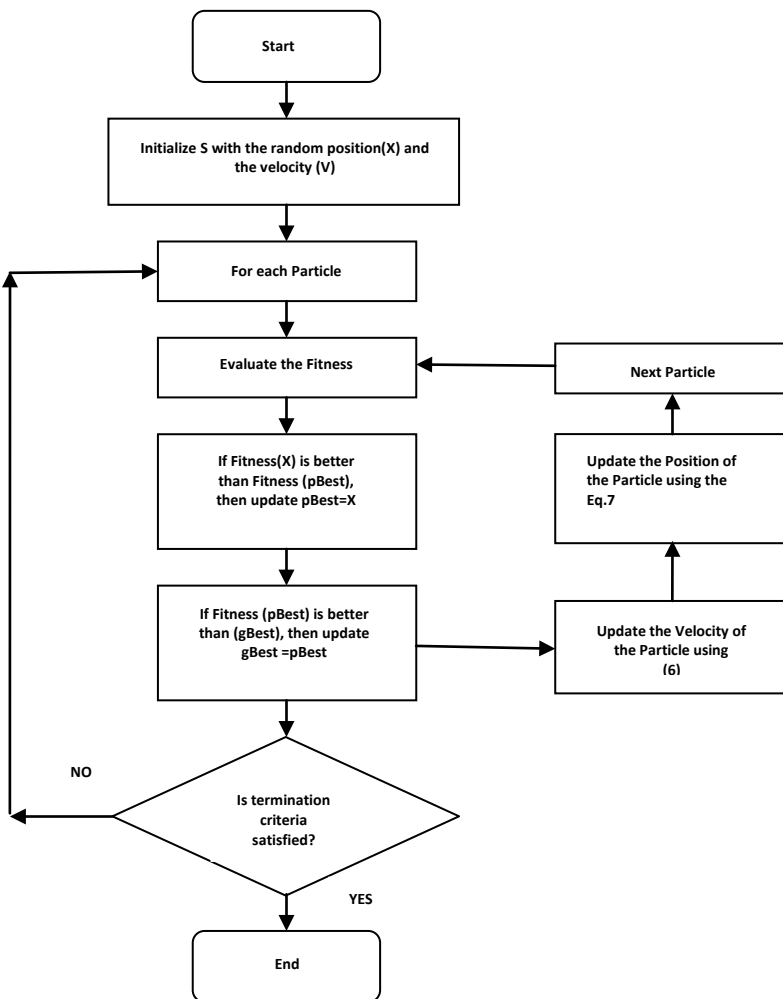 Start
Initialize S with the random position(X) and
the velocity (V)
For each Particle
Evaluate the Fitness
Next Particle
If Fitness(X) is better
than Fitness (pBest),
then update pBest=X
Update the Position of
the Particle using the
Eq.7
If Fitness (pBest) is better
than (gBest), then update
gBest =pBest
Update the Velocity of
the Particle using
(6)
NO
Is termination
criteria
satisfied?
YES
End